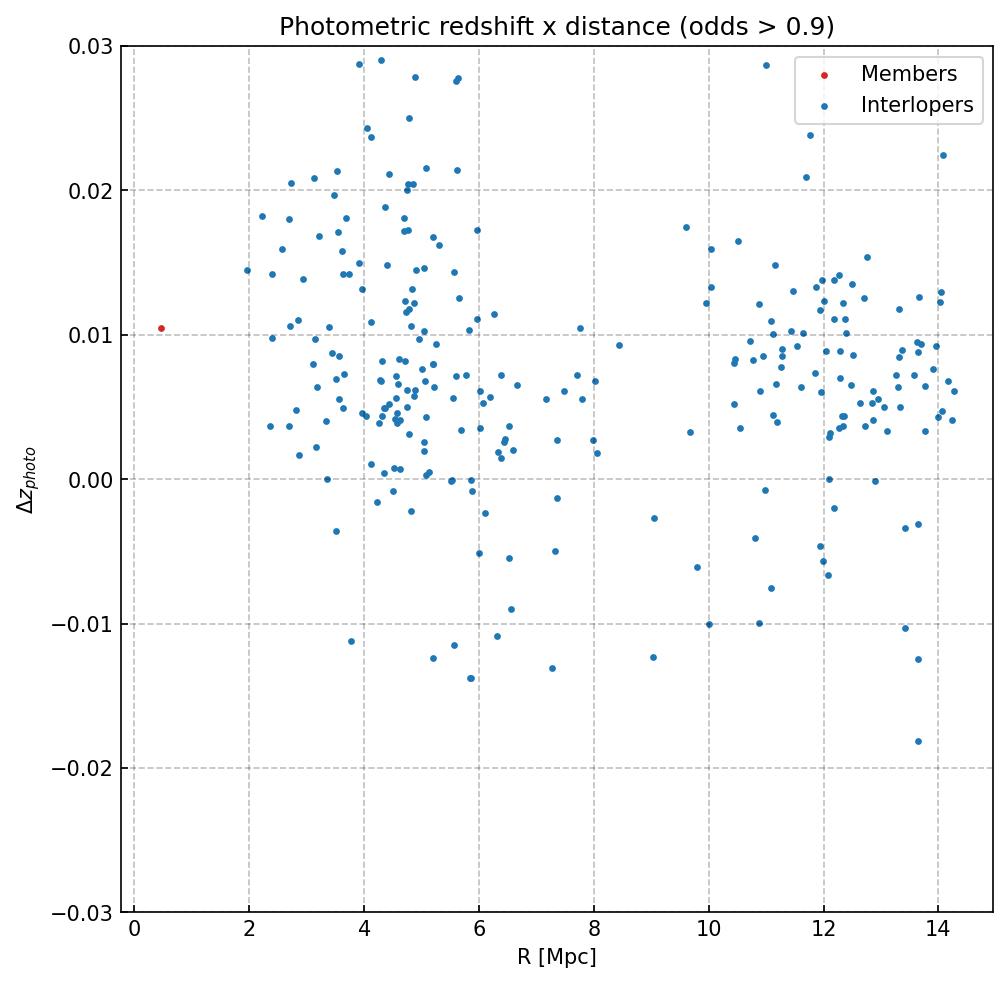 Photometric redshift x distance (odds > 0.9)
Members
Interlopers
0.03
0.02
0.01
0.00
−0.01
−0.02
−0.03
Δz_photo
0 2 4 6 8 10 12 14
R [Mpc]